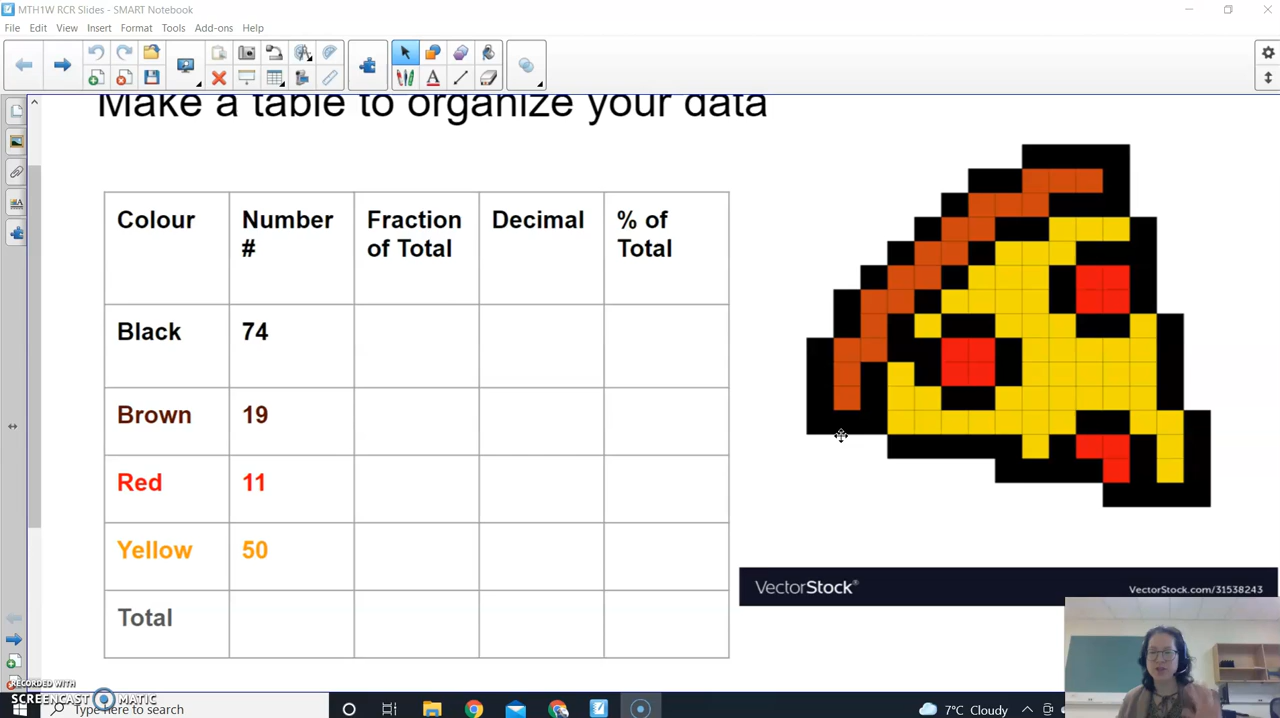 MTH1W RCR Slides - SMART Notebook
File Edit View Insert Format Tools Add-ons Help
Make a table to organize your data
Colour Number # Fraction of Total Decimal % of Total
Black 74
Brown 19
Red 11
Yellow 50
Total
VectorStock® VectorStock.com/31538243
RECORDED WITH
SCREENCAST MATIC
Type here to search
7°C Cloudy